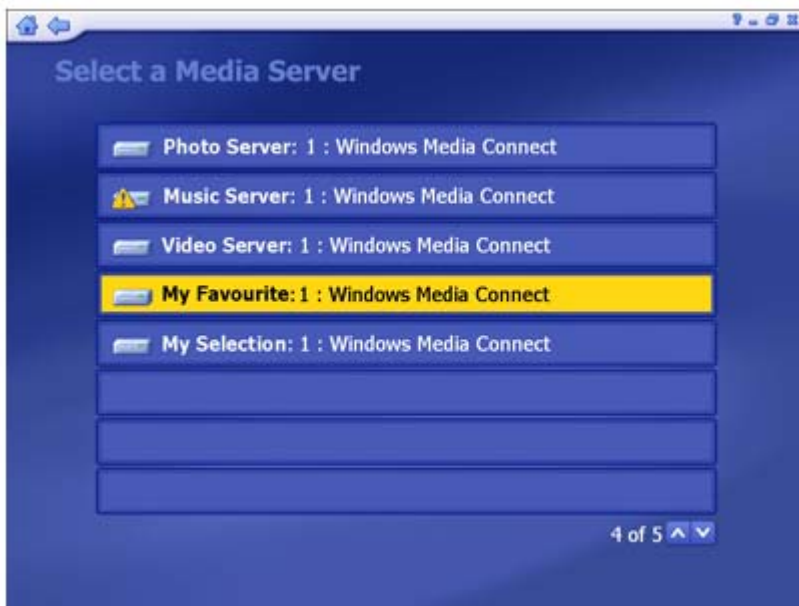 Select a Media Server
Photo Server: 1 : Windows Media Connect
Music Server: 1 : Windows Media Connect
Video Server: 1 : Windows Media Connect
My Favourite: 1 : Windows Media Connect
My Selection: 1 : Windows Media Connect
4 of 5